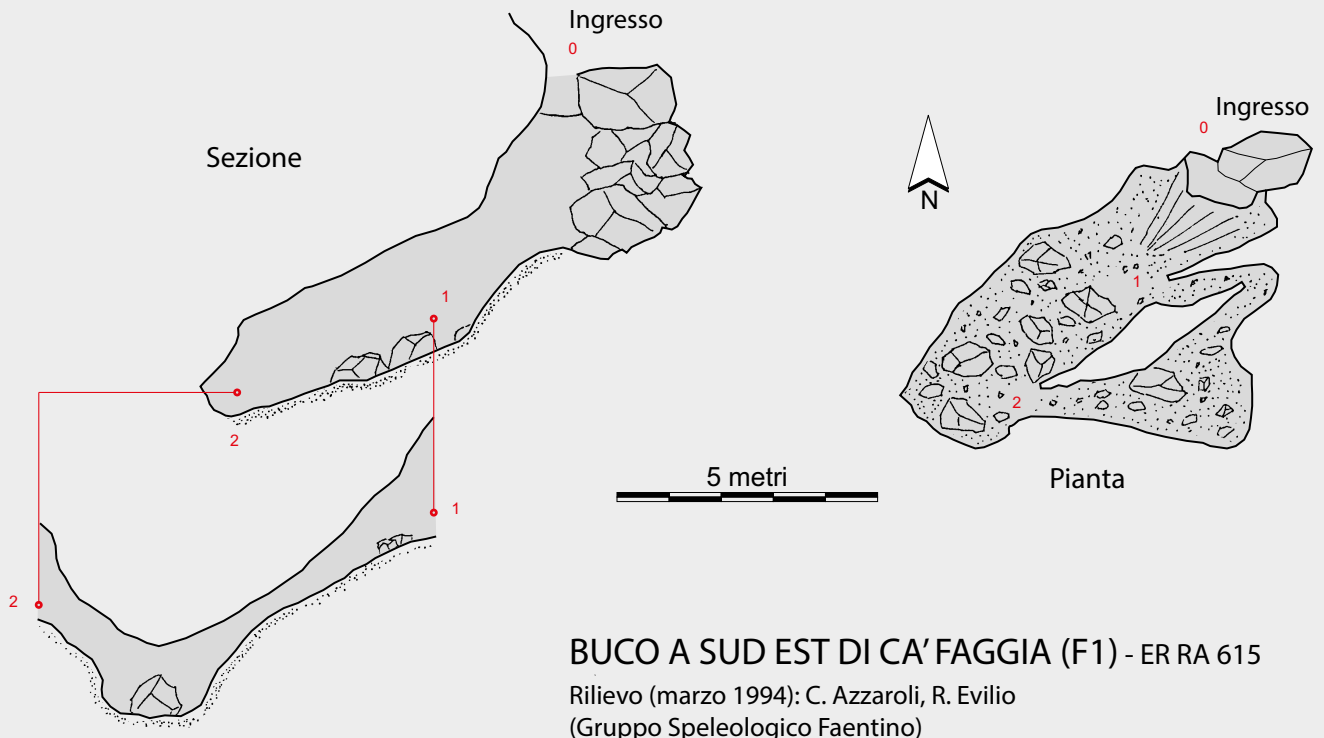 Ingresso
0
Sezione
1
2
1
2
Ingresso
0
N
1
2
Pianta
5 metri
BUCO A SUD EST DI CA' FAGGIA (F1) - ER RA 615
Rilievo (marzo 1994): C. Azzaroli, R. Evilio
(Gruppo Speleologico Faentino)